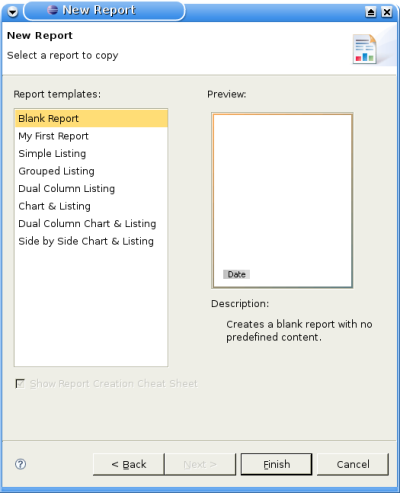 New Report
New Report
Select a report to copy
Report templates:
Preview:
Blank Report
My First Report
Simple Listing
Grouped Listing
Dual Column Listing
Chart & Listing
Dual Column Chart & Listing
Side by Side Chart & Listing
Date
Description:
Creates a blank report with no
predefined content.
Show Report Creation Cheat Sheet
?
< Back
Next >
Finish
Cancel